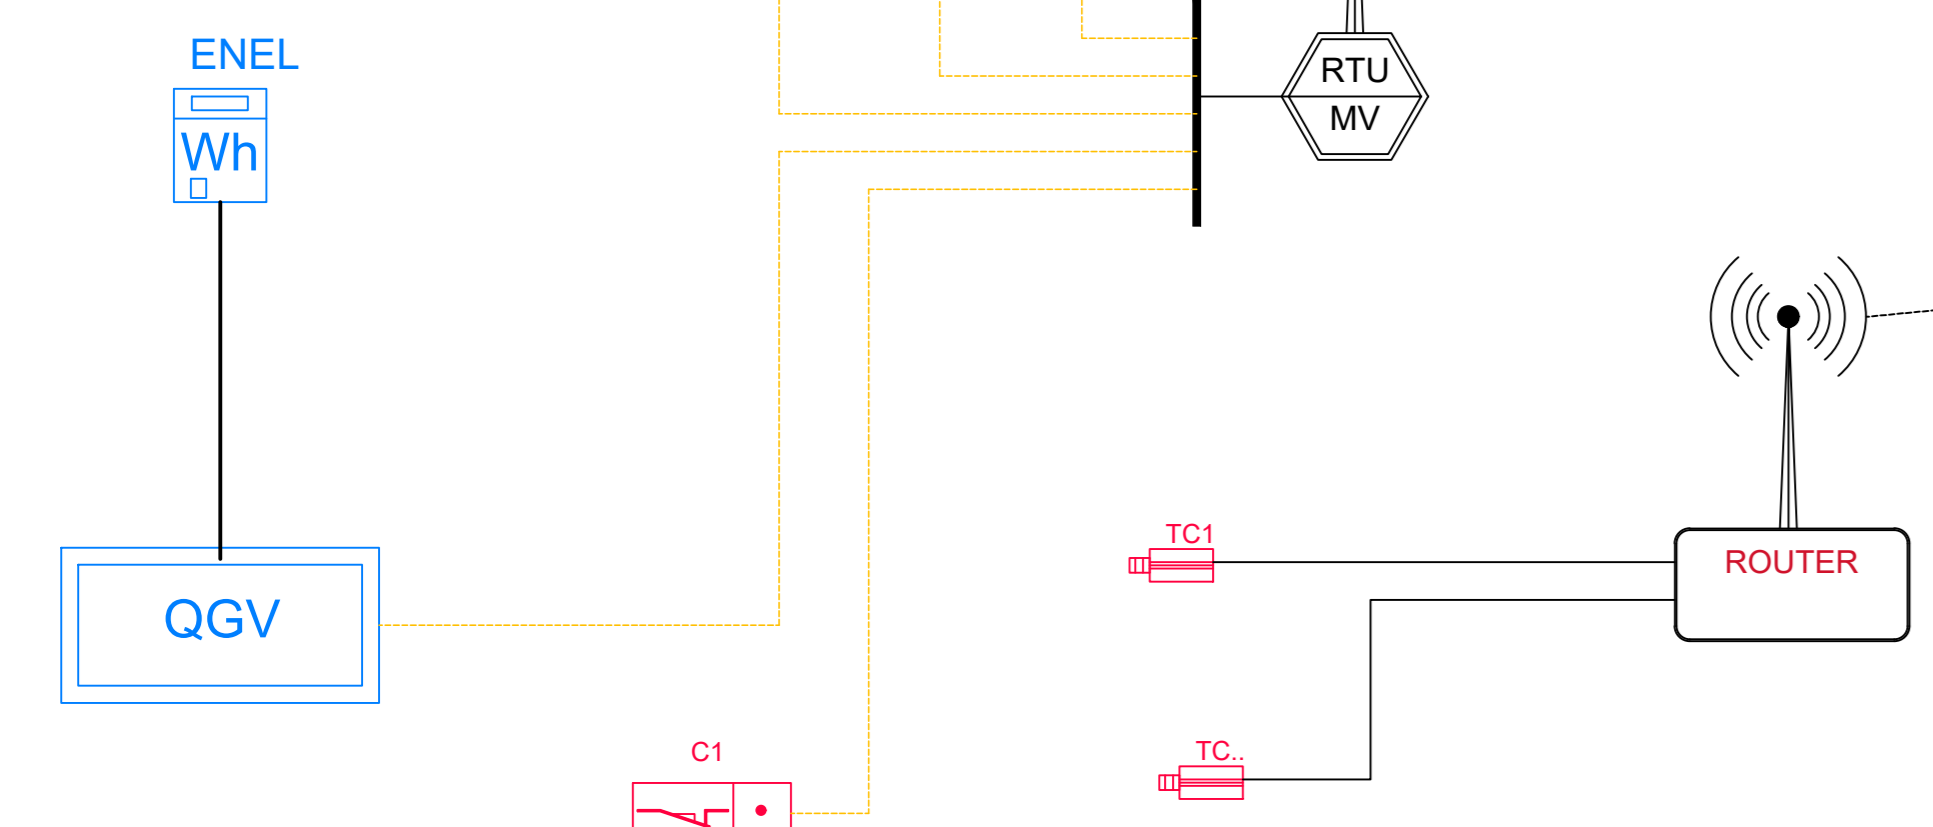 ENEL
RTU
MV
Wh
TC1
ROUTER
QGV
C1
TC..